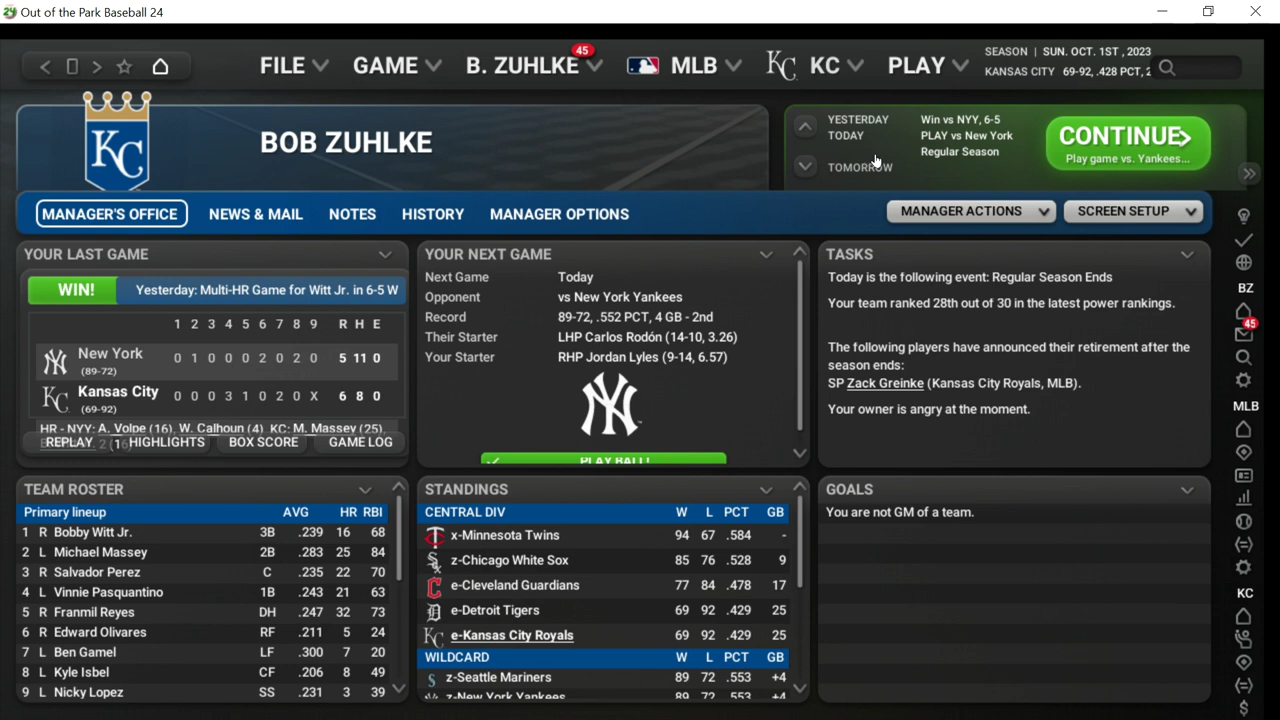 Out of the Park Baseball 24
FILE GAME B. ZUHLKE 45 MLB KC PLAY
SEASON | SUN. OCT. 1ST , 2023
KANSAS CITY 69-92, .428 PCT, 2
BOB ZUHLKE
YESTERDAY Win vs NYY, 6-5
TODAY PLAY vs New York
Regular Season
TOMORROW
CONTINUE
Play game vs. Yankees...
MANAGER'S OFFICE NEWS & MAIL NOTES HISTORY MANAGER OPTIONS
MANAGER ACTIONS SCREEN SETUP
YOUR LAST GAME
WIN! Yesterday: Multi-HR Game for Witt Jr. in 6-5 W
1 2 3 4 5 6 7 8 9 R H E
New York 0 1 0 0 0 2 0 2 0 5 11 0
(89-72)
Kansas City 0 0 0 3 1 0 2 0 X 6 8 0
(69-92)
HR - NYY: A. Volpe (16), W. Calhoun (4) KC: M. Massey (25),
REPLAY HIGHLIGHTS BOX SCORE GAME LOG
YOUR NEXT GAME
Next Game Today
Opponent vs New York Yankees
Record 89-72, .552 PCT, 4 GB - 2nd
Their Starter LHP Carlos Rodón (14-10, 3.26)
Your Starter RHP Jordan Lyles (9-14, 6.57)
PLAY BALL!
TASKS
Today is the following event: Regular Season Ends
Your team ranked 28th out of 30 in the latest power rankings.
The following players have announced their retirement after the
season ends:
SP Zack Greinke (Kansas City Royals, MLB).
Your owner is angry at the moment.
TEAM ROSTER
Primary lineup AVG HR RBI
1 R Bobby Witt Jr. 3B .239 16 68
2 L Michael Massey 2B .283 25 84
3 R Salvador Perez C .235 22 70
4 L Vinnie Pasquantino 1B .243 21 63
5 R Franmil Reyes DH .247 32 73
6 R Edward Olivares RF .211 5 24
7 L Ben Gamel LF .300 7 20
8 L Kyle Isbel CF .206 8 49
9 L Nicky Lopez SS .231 3 39
STANDINGS
CENTRAL DIV W L PCT GB
x-Minnesota Twins 94 67 .584 -
z-Chicago White Sox 85 76 .528 9
e-Cleveland Guardians 77 84 .478 17
e-Detroit Tigers 69 92 .429 25
e-Kansas City Royals 69 92 .429 25
WILDCARD W L PCT GB
z-Seattle Mariners 89 72 .553 +4
z-New York Yankees 89 72 .553 +4
GOALS
You are not GM of a team.
BZ
45
MLB
KC